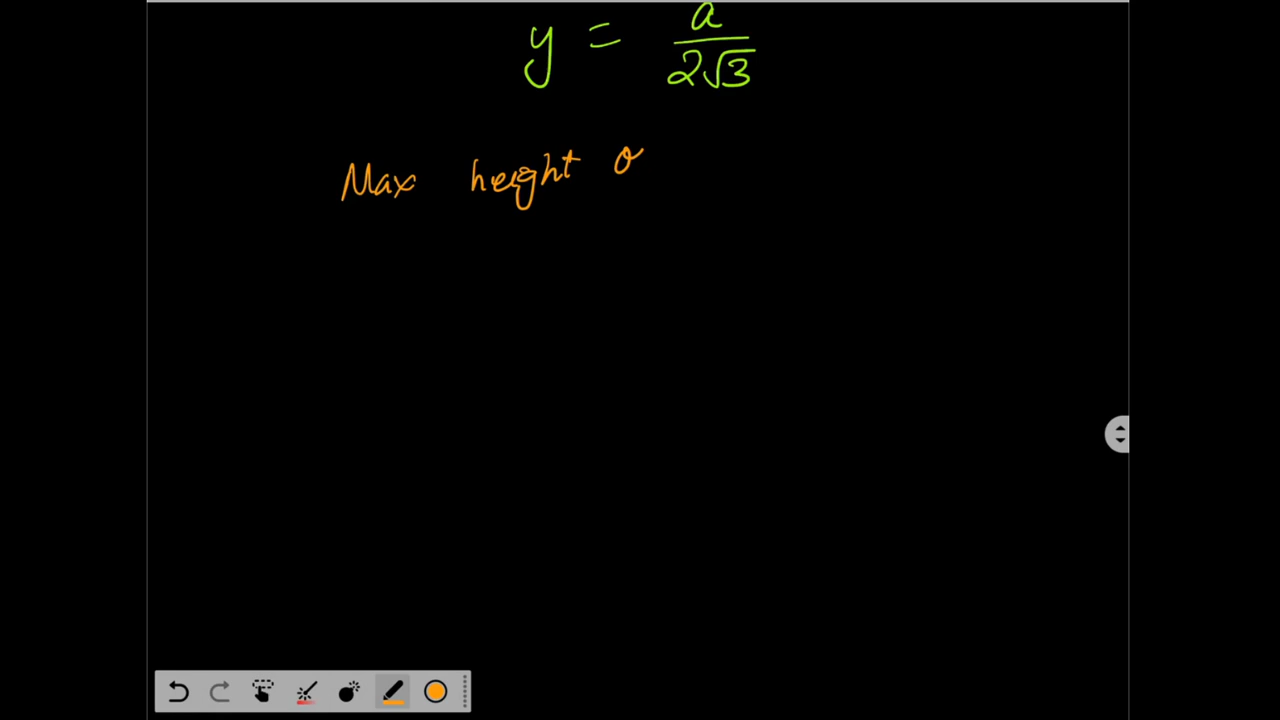 y = a/2√3
Max height o